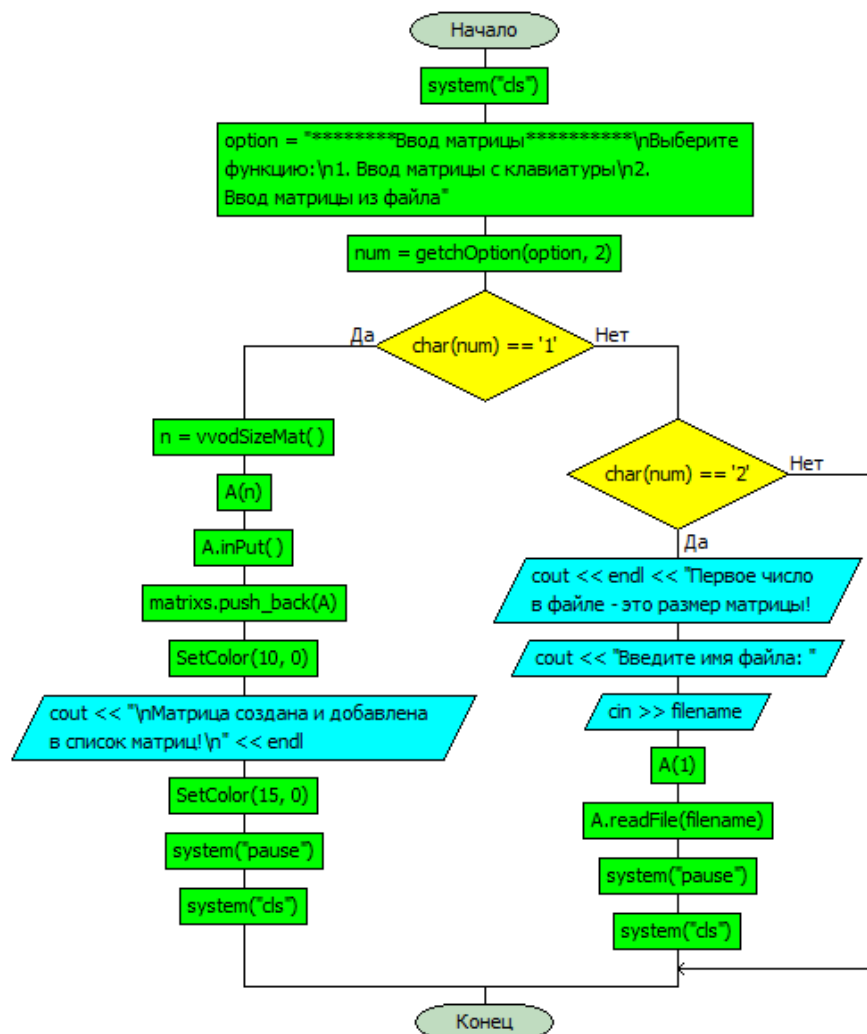 Начало
system("cls")
option = "********Ввод матрицы**********\nВыберите
функцию:\n1. Ввод матрицы с клавиатуры\n2.
Ввод матрицы из файла"
num = getchOption(option, 2)
char(num) == '1'
Да
Нет
n = vvodSizeMat( )
A(n)
A.inPut( )
matrixs.push_back(A)
SetColor(10, 0)
cout << "\nМатрица создана и добавлена
в список матриц!\n" << endl
SetColor(15, 0)
system("pause")
system("cls")
char(num) == '2'
Нет
Да
cout << endl << "Первое число
в файле - это размер матрицы!
cout << "Введите имя файла: "
cin >> filename
A(1)
A.readFile(filename)
system("pause")
system("cls")
Конец